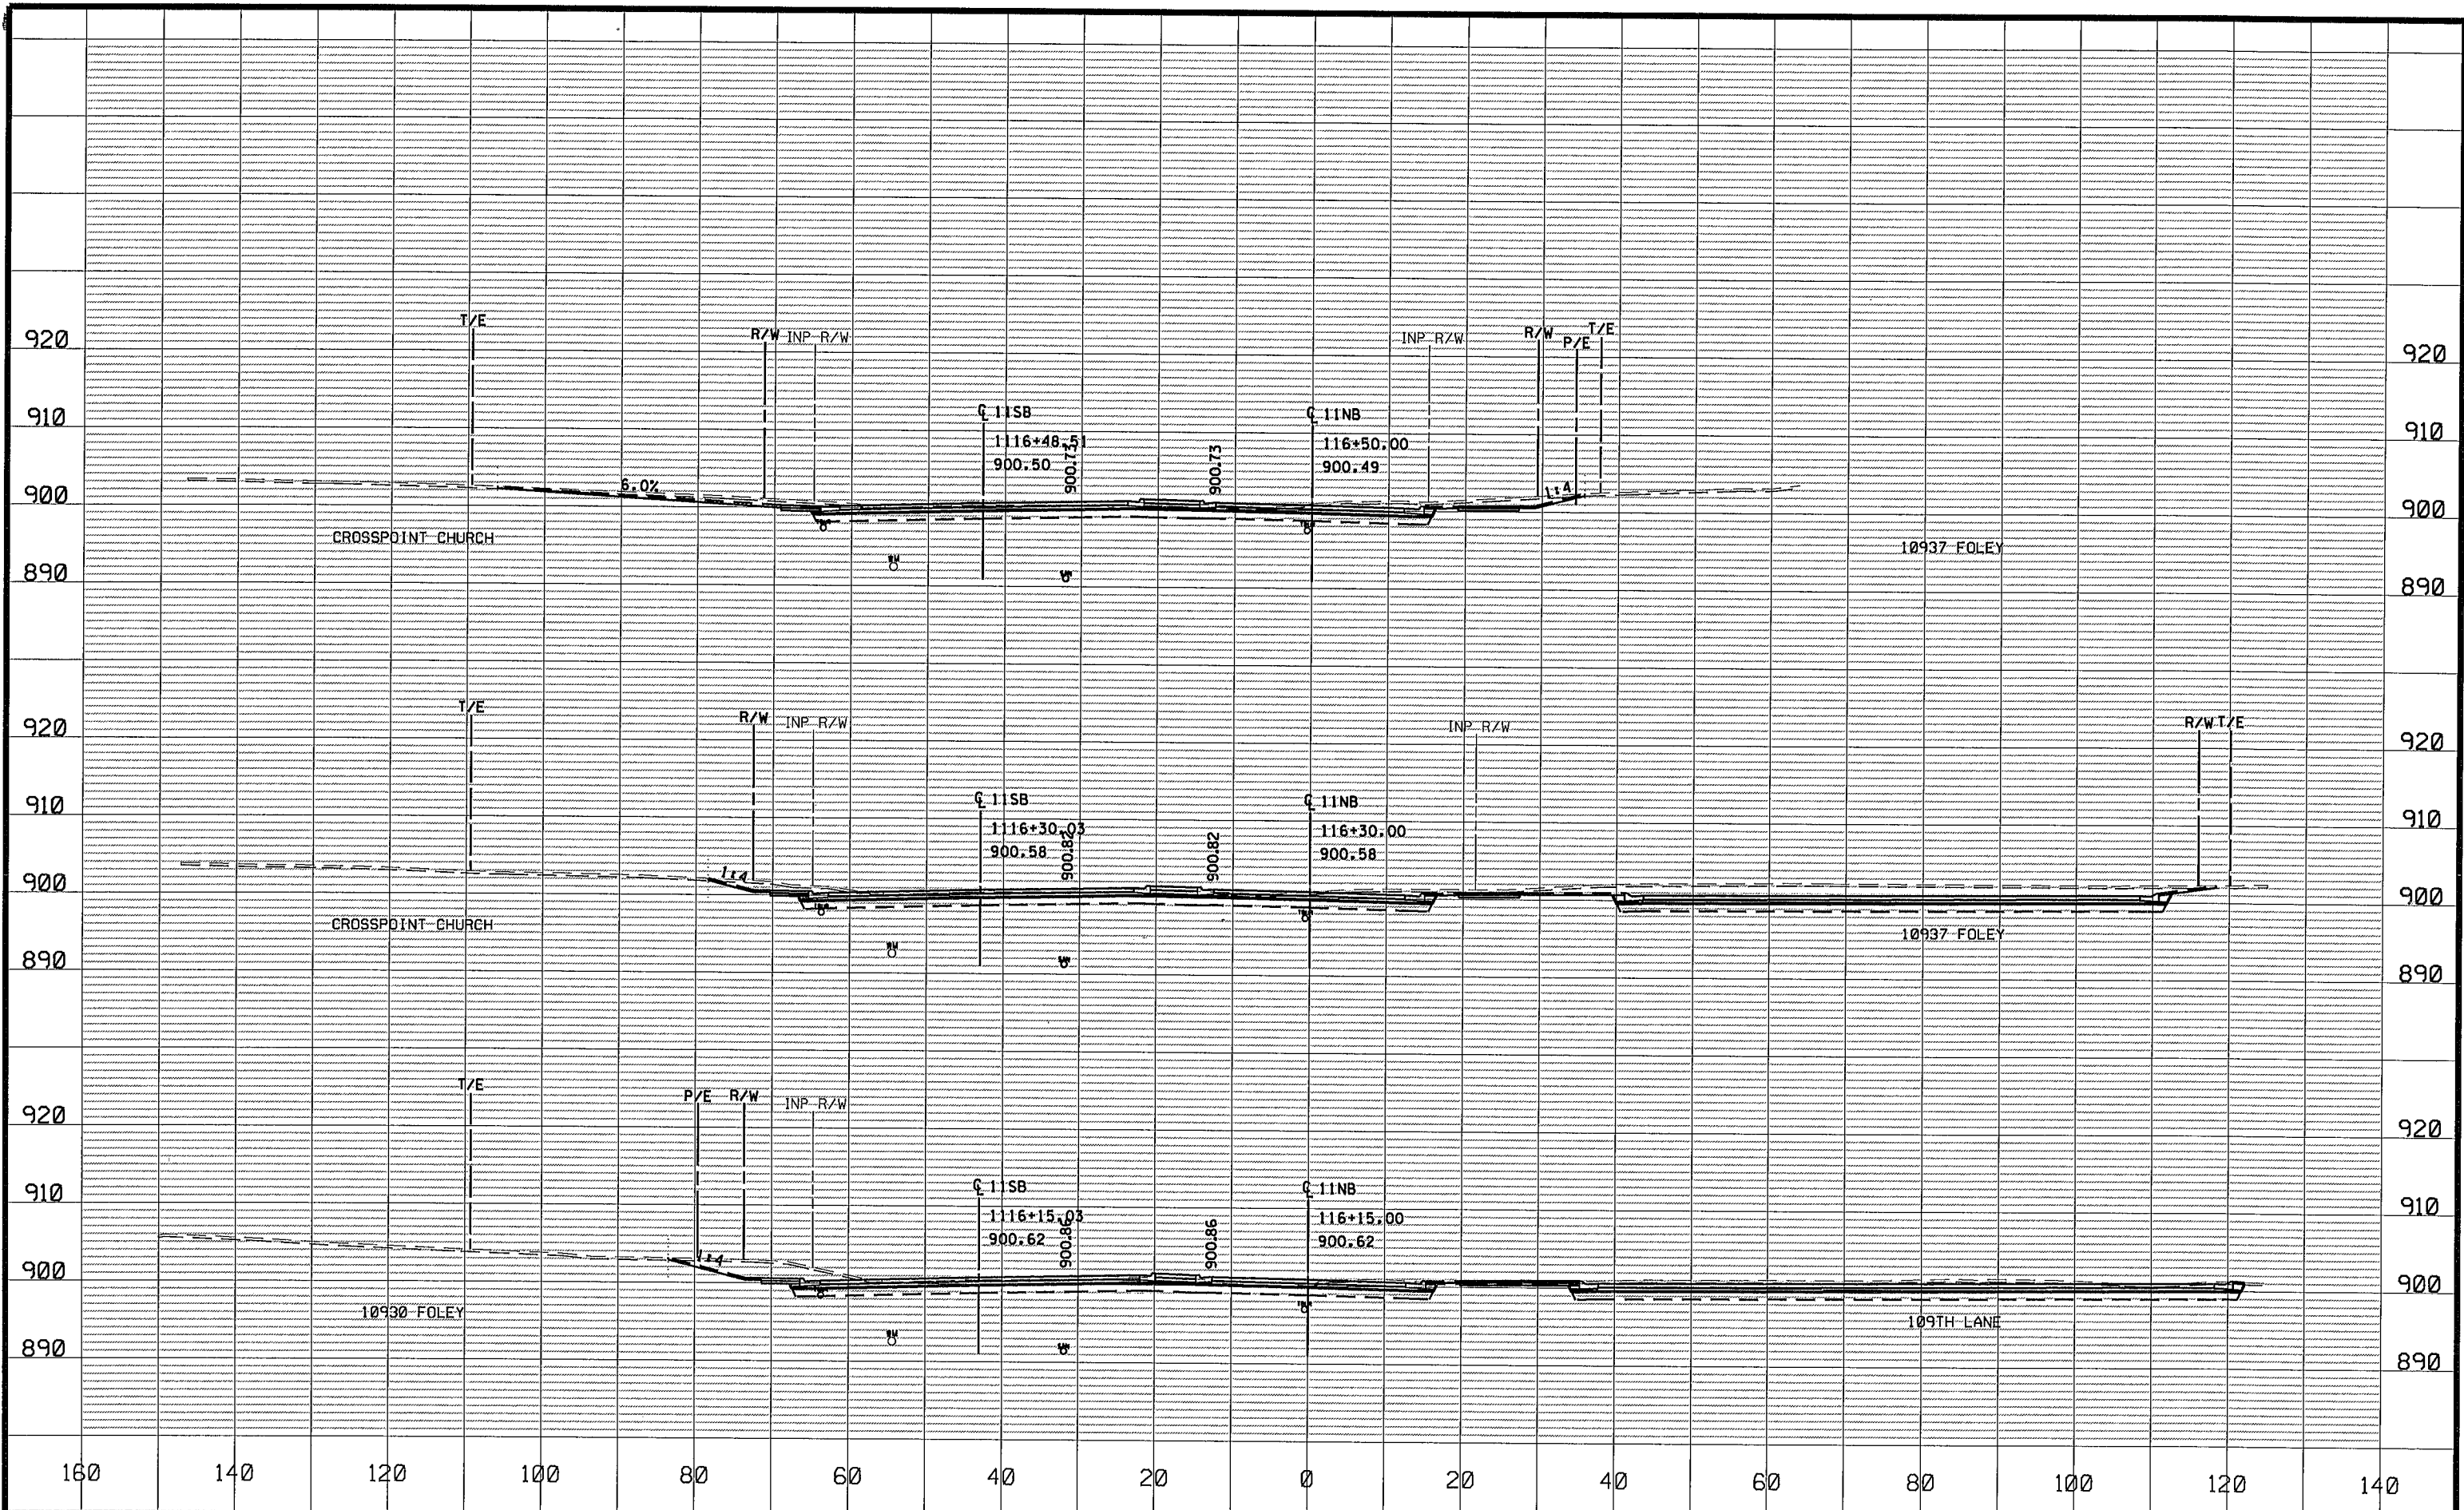 T/E
R/W INP R/W
INP R/W
R/W
P/E
T/E
920
920
910
910
℄ 11SB
1116+48.51
900.50
900.73
900.73
℄ 11NB
116+50.00
900.49
900
6.0%
1:4
900
CROSSPOINT CHURCH
10937 FOLEY
WM
890
890
T/E
R/W INP R/W
INP R/W
R/W T/E
920
920
910
910
℄ 11SB
1116+30.03
900.58
900.82
900.82
℄ 11NB
116+30.00
900.58
900
1:4
900
CROSSPOINT CHURCH
10937 FOLEY
WM
890
890
T/E
P/E R/W INP R/W
920
920
910
910
℄ 11SB
1116+15.03
900.62
900.86
900.86
℄ 11NB
116+15.00
900.62
900
1:4
900
10930 FOLEY
109TH LANE
WM
890
890
160 140 120 100 80 60 40 20 0 20 40 60 80 100 120 140